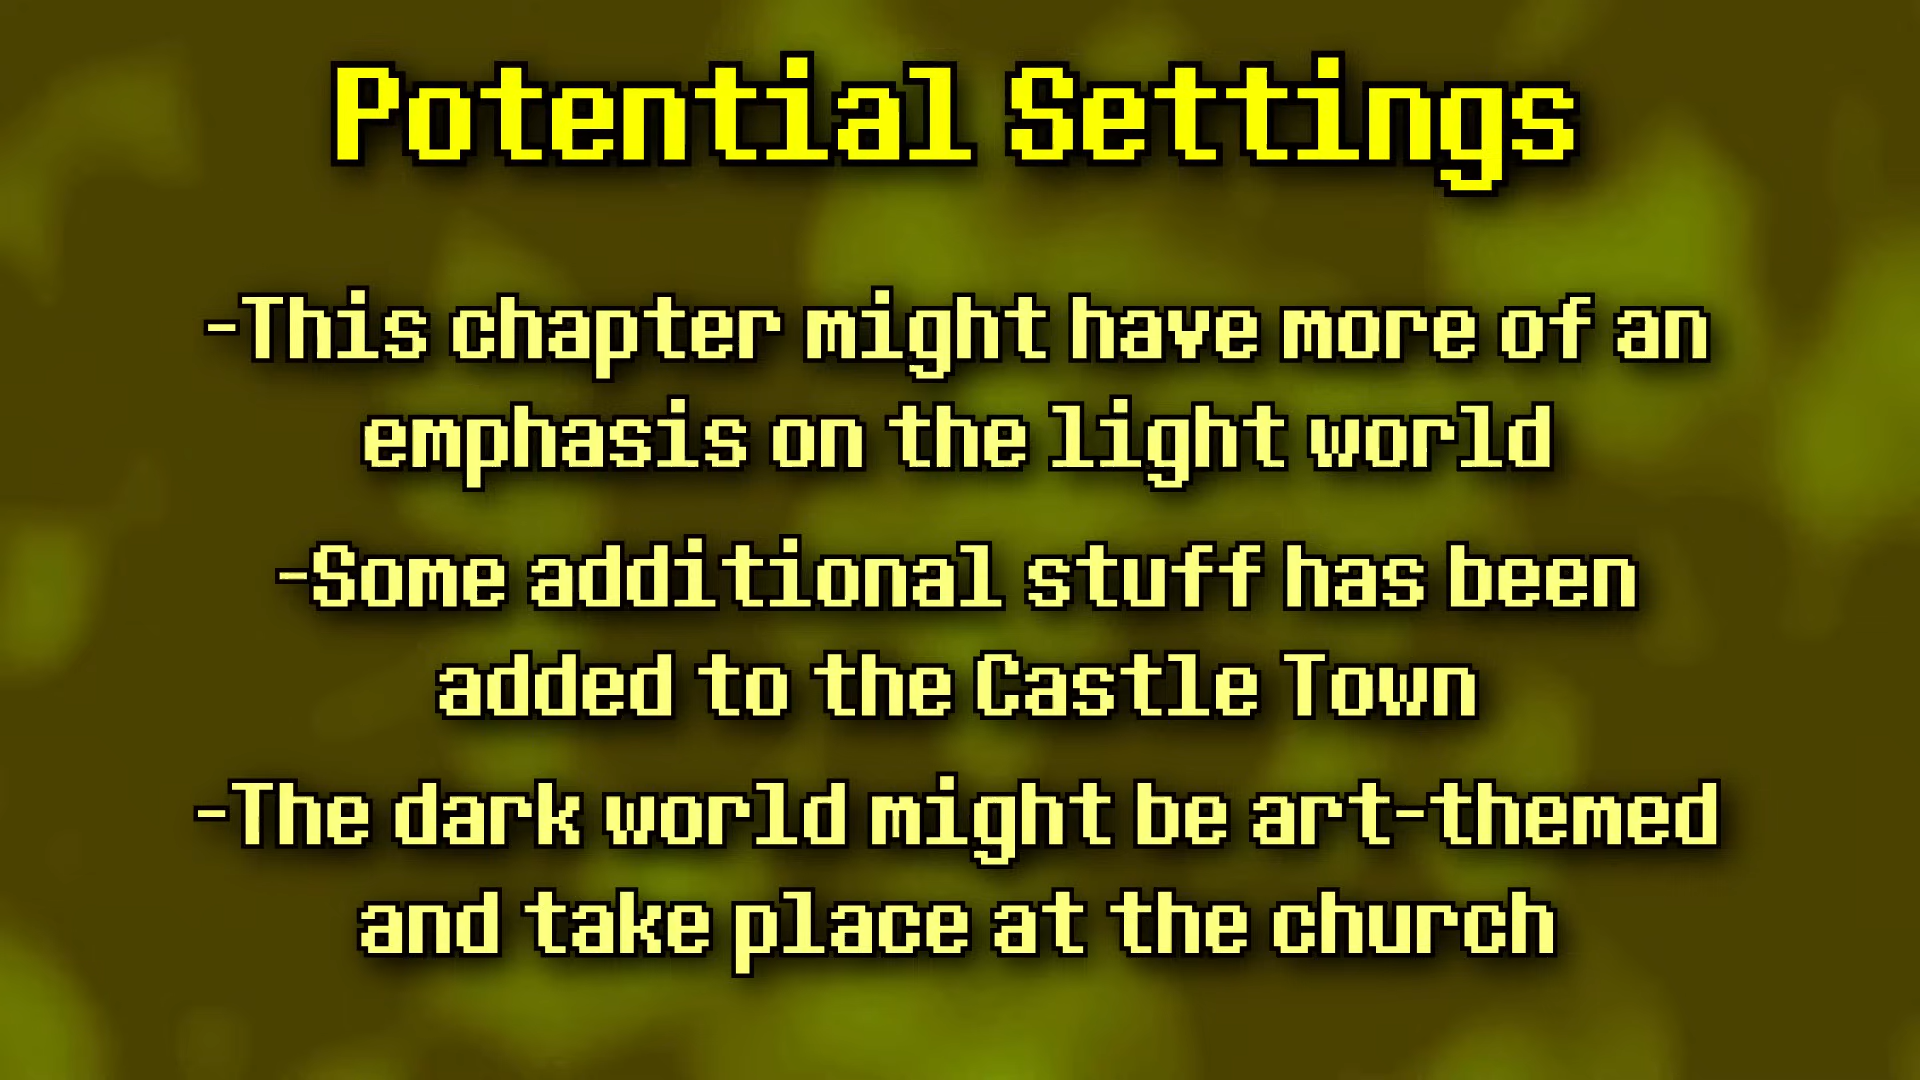 Potential Settings
-This chapter might have more of an
emphasis on the light world
-Some additional stuff has been
added to the Castle Town
-The dark world might be art-themed
and take place at the church